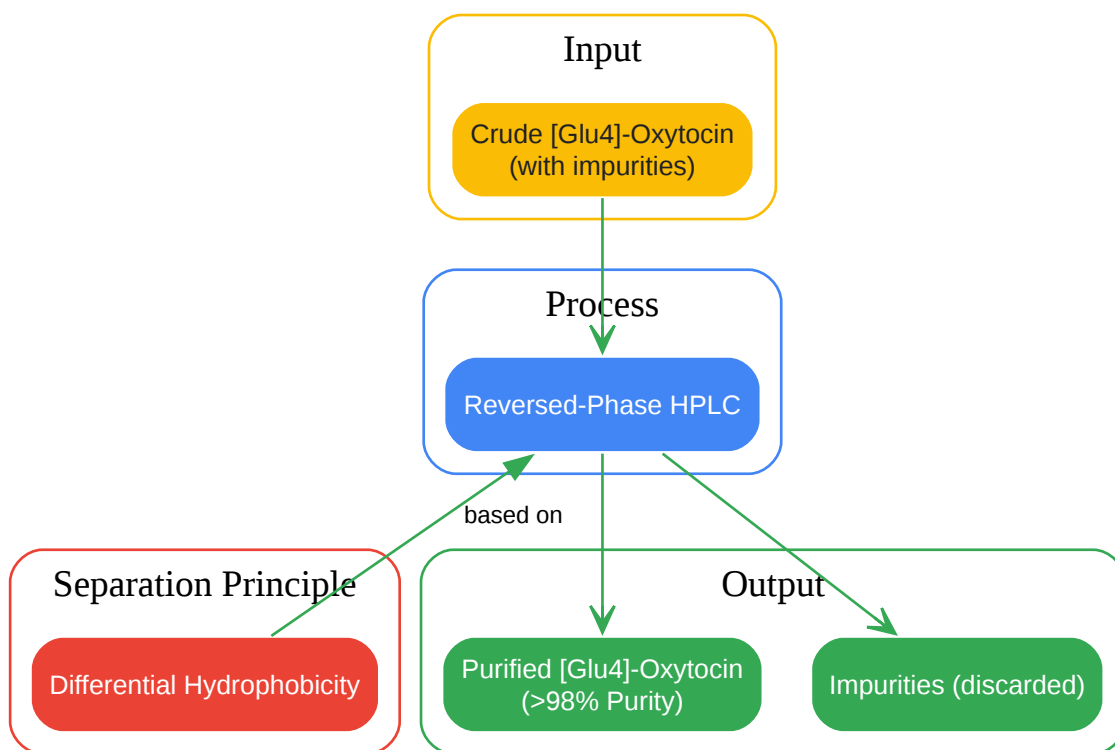 Input
Crude [Glu4]-Oxytocin
(with impurities)
Process
Reversed-Phase HPLC
based on
Separation Principle
Differential Hydrophobicity
Output
Purified [Glu4]-Oxytocin
(>98% Purity)
Impurities (discarded)